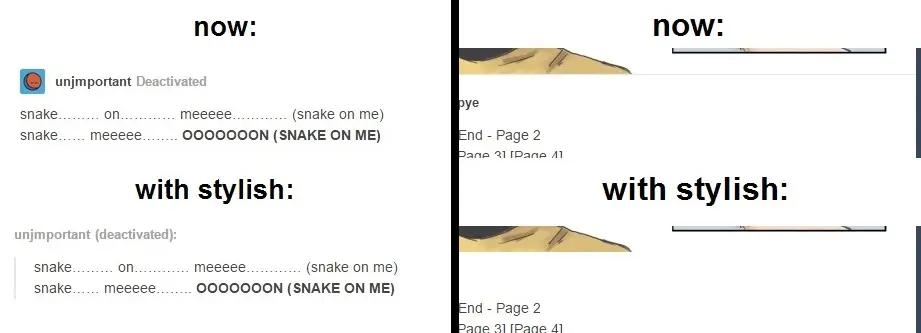 now:
unjmportant Deactivated
snake……… on………… meeeee………… (snake on me)
snake…… meeeee…….. OOOOOOON (SNAKE ON ME)
with stylish:
unjmportant (deactivated):
snake……… on………… meeeee………… (snake on me)
snake…… meeeee…….. OOOOOOON (SNAKE ON ME)
now:
pye
End - Page 2
Page 3] [Page 4]
with stylish:
End - Page 2
Page 3] [Page 4]